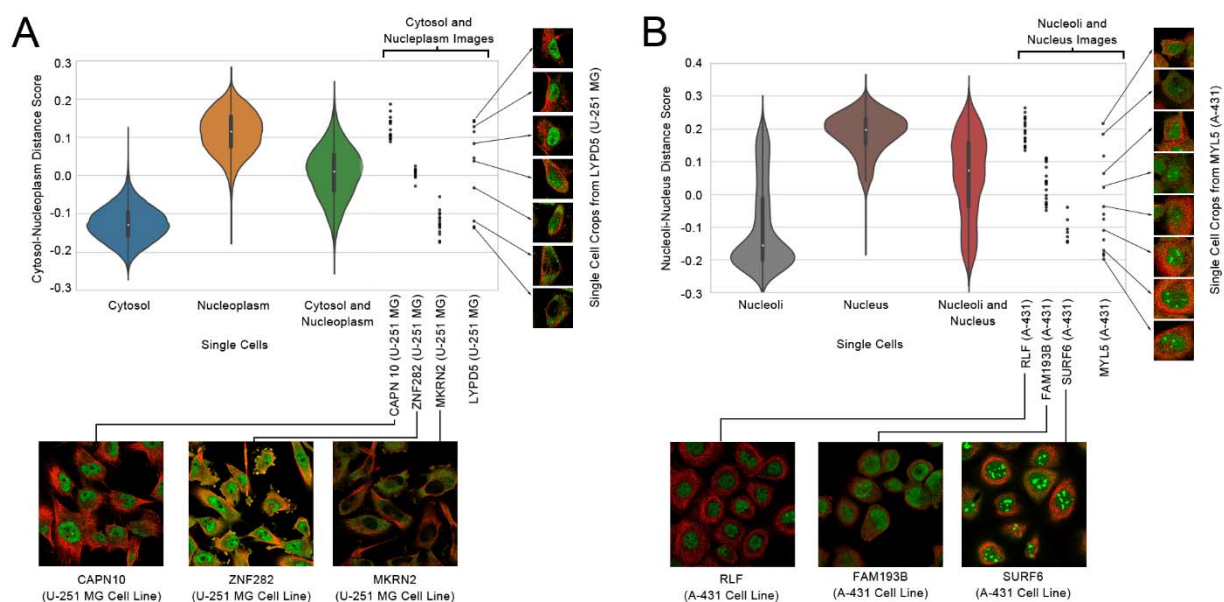 A
Cytosol and
Nucleplasm Images
Cytosol-Nucleoplasm Distance Score
0.3
0.2
0.1
0.0
-0.1
-0.2
-0.3
Cytosol
Nucleoplasm
Cytosol and
Nucleoplasm
Single Cells
CAPN 10 (U-251 MG)
ZNF282 (U-251 MG)
MKRN2 (U-251 MG)
LYPD5 (U-251 MG)
Single Cell Crops from LYPD5 (U-251 MG)
CAPN10
(U-251 MG Cell Line)
ZNF282
(U-251 MG Cell Line)
MKRN2
(U-251 MG Cell Line)
B
Nucleoli and
Nucleus Images
Nucleoli-Nucleus Distance Score
0.4
0.3
0.2
0.1
0.0
-0.1
-0.2
-0.3
Nucleoli
Nucleus
Nucleoli and
Nucleus
Single Cells
RLF (A-431)
FAM193B (A-431)
SURF6 (A-431)
MYL5 (A-431)
Single Cell Crops from MYL5 (A-431)
RLF
(A-431 Cell Line)
FAM193B
(A-431 Cell Line)
SURF6
(A-431 Cell Line)